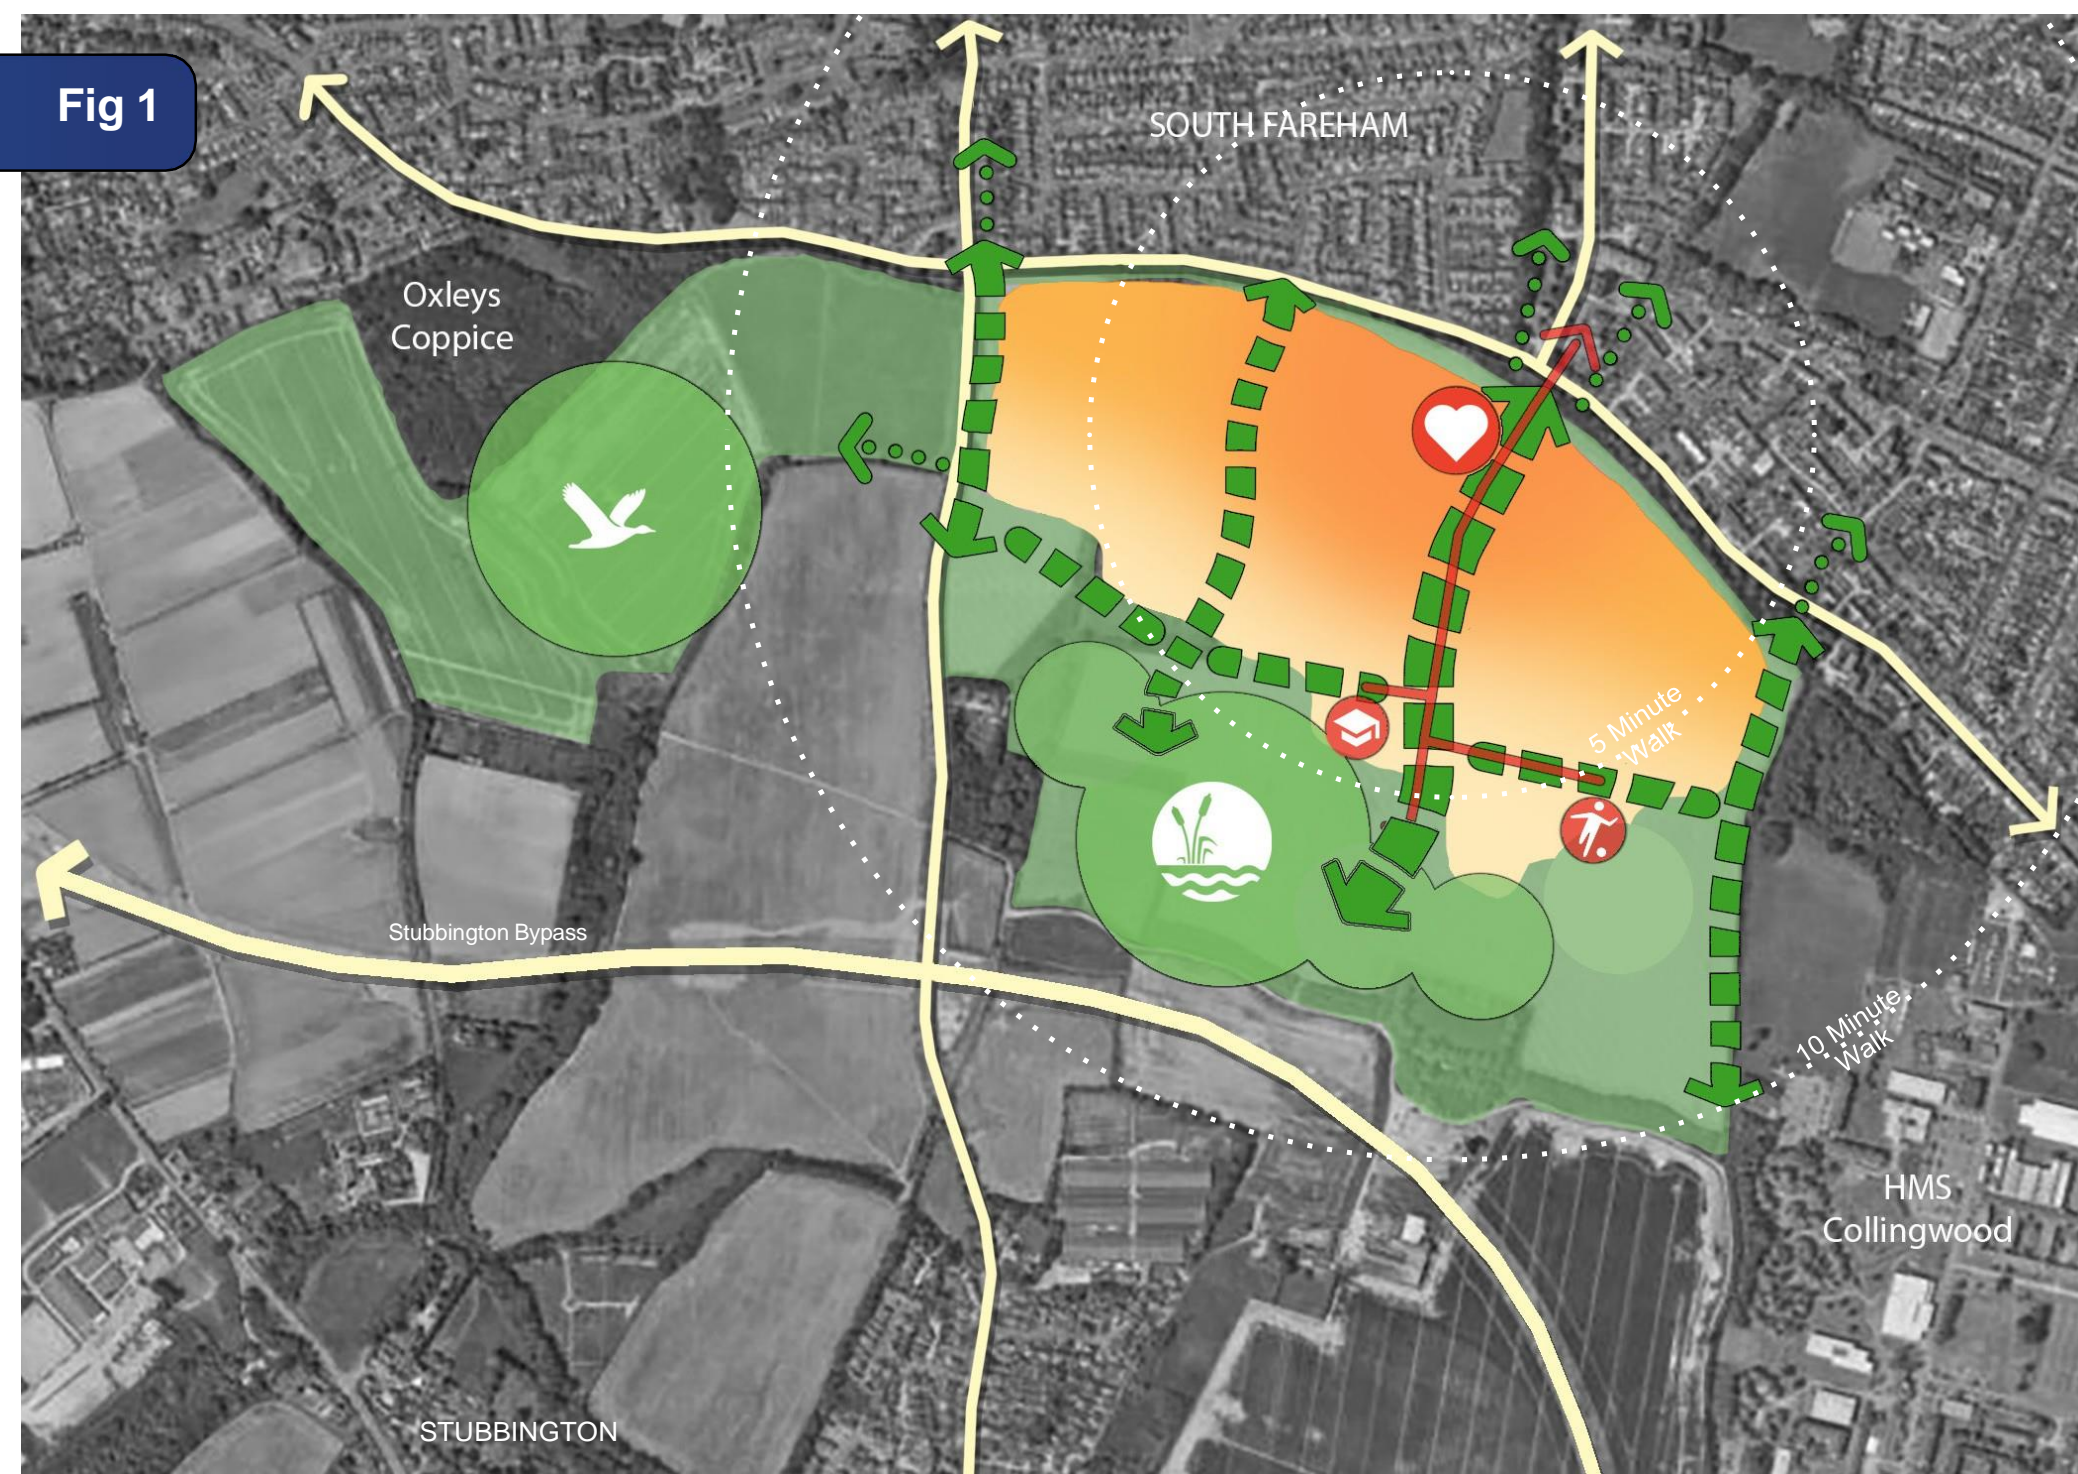 Fig 1
SOUTH FAREHAM
Oxleys
Coppice
5 Minute
Walk
Stubbington Bypass
10 Minute
Walk
HMS
Collingwood
STUBBINGTON